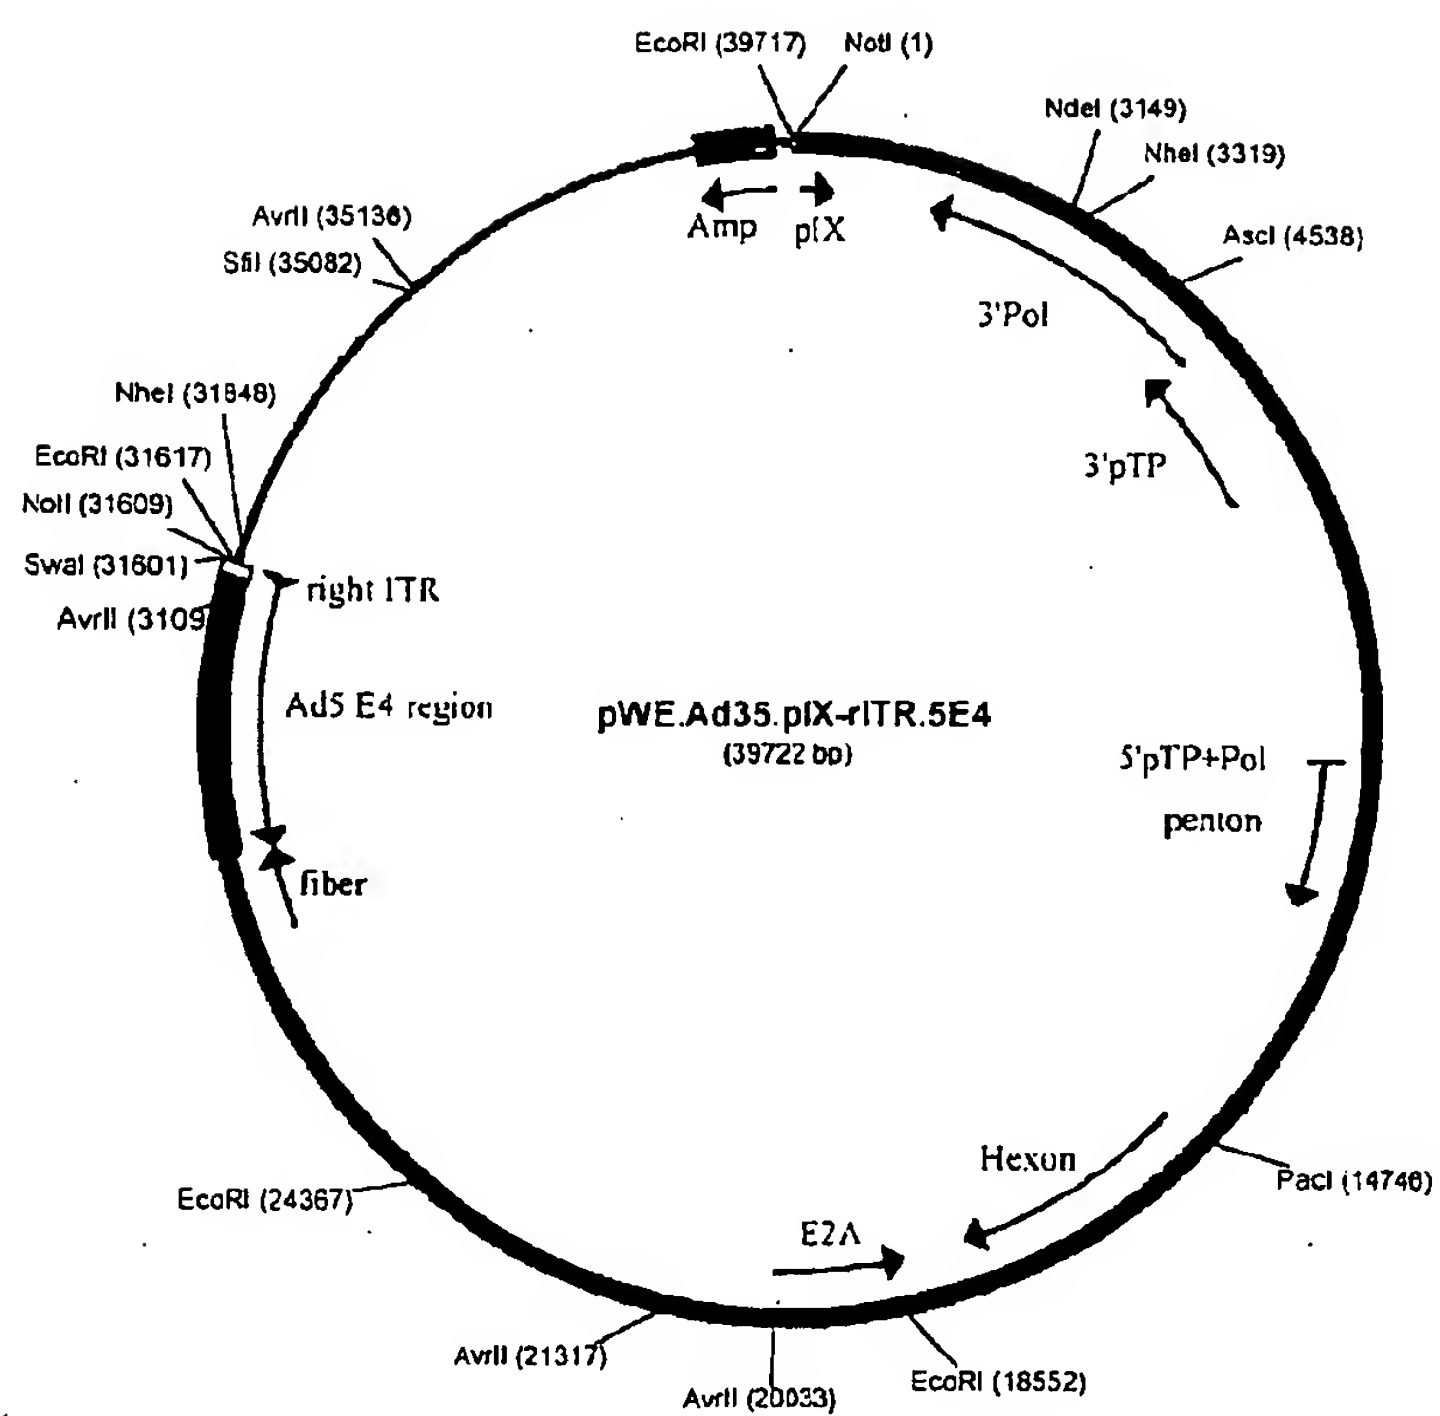 EcoRI (39717)
NotI (1)
NdeI (3149)
NheI (3319)
AscI (4538)
AvrII (35136)
SfiI (35082)
Amp
pIX
3'Pol
NheI (31848)
EcoRI (31617)
NotI (31609)
SwaI (31601)
AvrII (3109
3'pTP
right ITR
Ad5 E4 region
pWE.Ad35.pIX-rITR.5E4
(39722 bp)
5'pTP+Pol
penton
fiber
Hexon
PacI (14746)
EcoRI (24367)
E2A
AvrII (21317)
AvrII (20033)
EcoRI (18552)